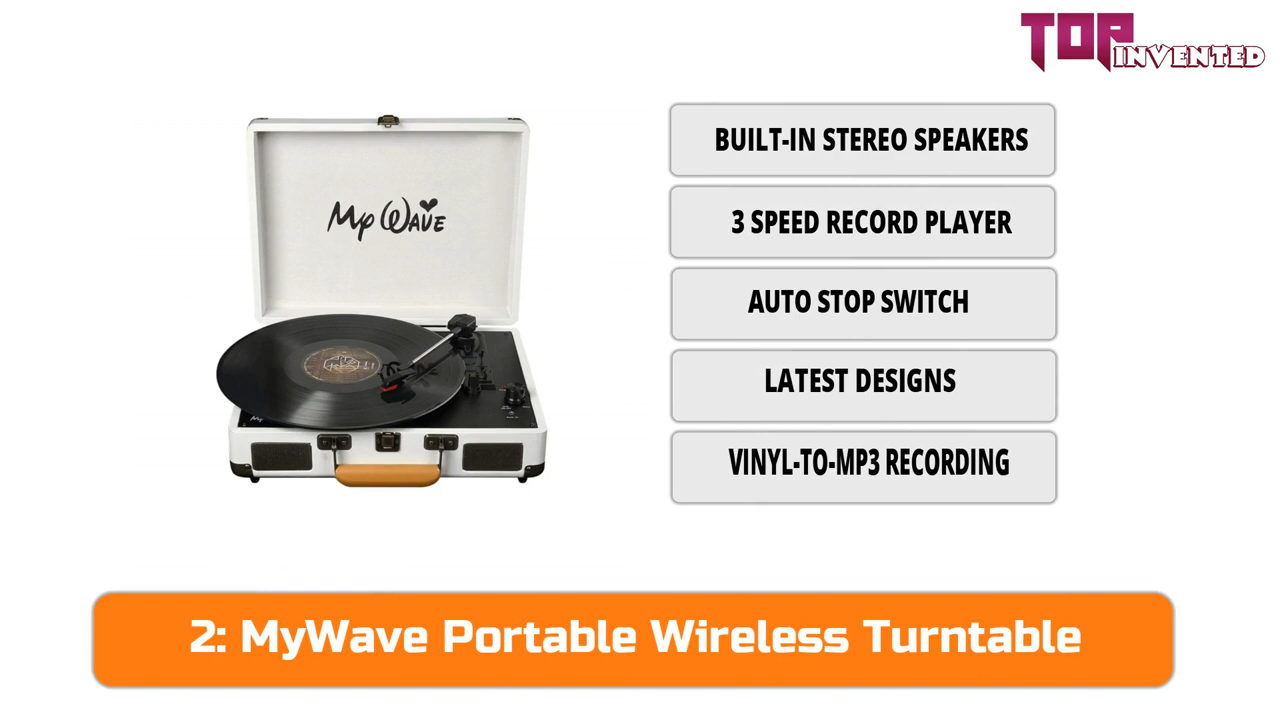 TOP
INVENTED
BUILT-IN STEREO SPEAKERS
My WAVE
3 SPEED RECORD PLAYER
AUTO STOP SWITCH
LATEST DESIGNS
VINYL-TO-MP3 RECORDING
2: MyWave Portable Wireless Turntable